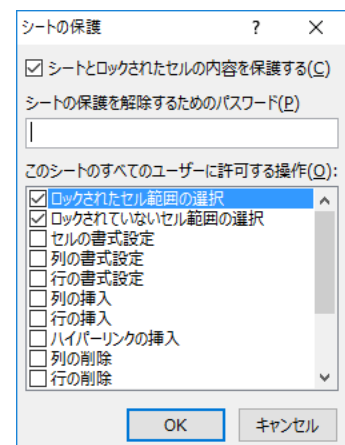 シートの保護
シートとロックされたセルの内容を保護する(C)
シートの保護を解除するためのパスワード(P)
このシートのすべてのユーザーに許可する操作(O):
ロックされたセル範囲の選択
ロックされていないセル範囲の選択
セルの書式設定
列の書式設定
行の書式設定
列の挿入
行の挿入
ハイパーリンクの挿入
列の削除
行の削除
OK キャンセル